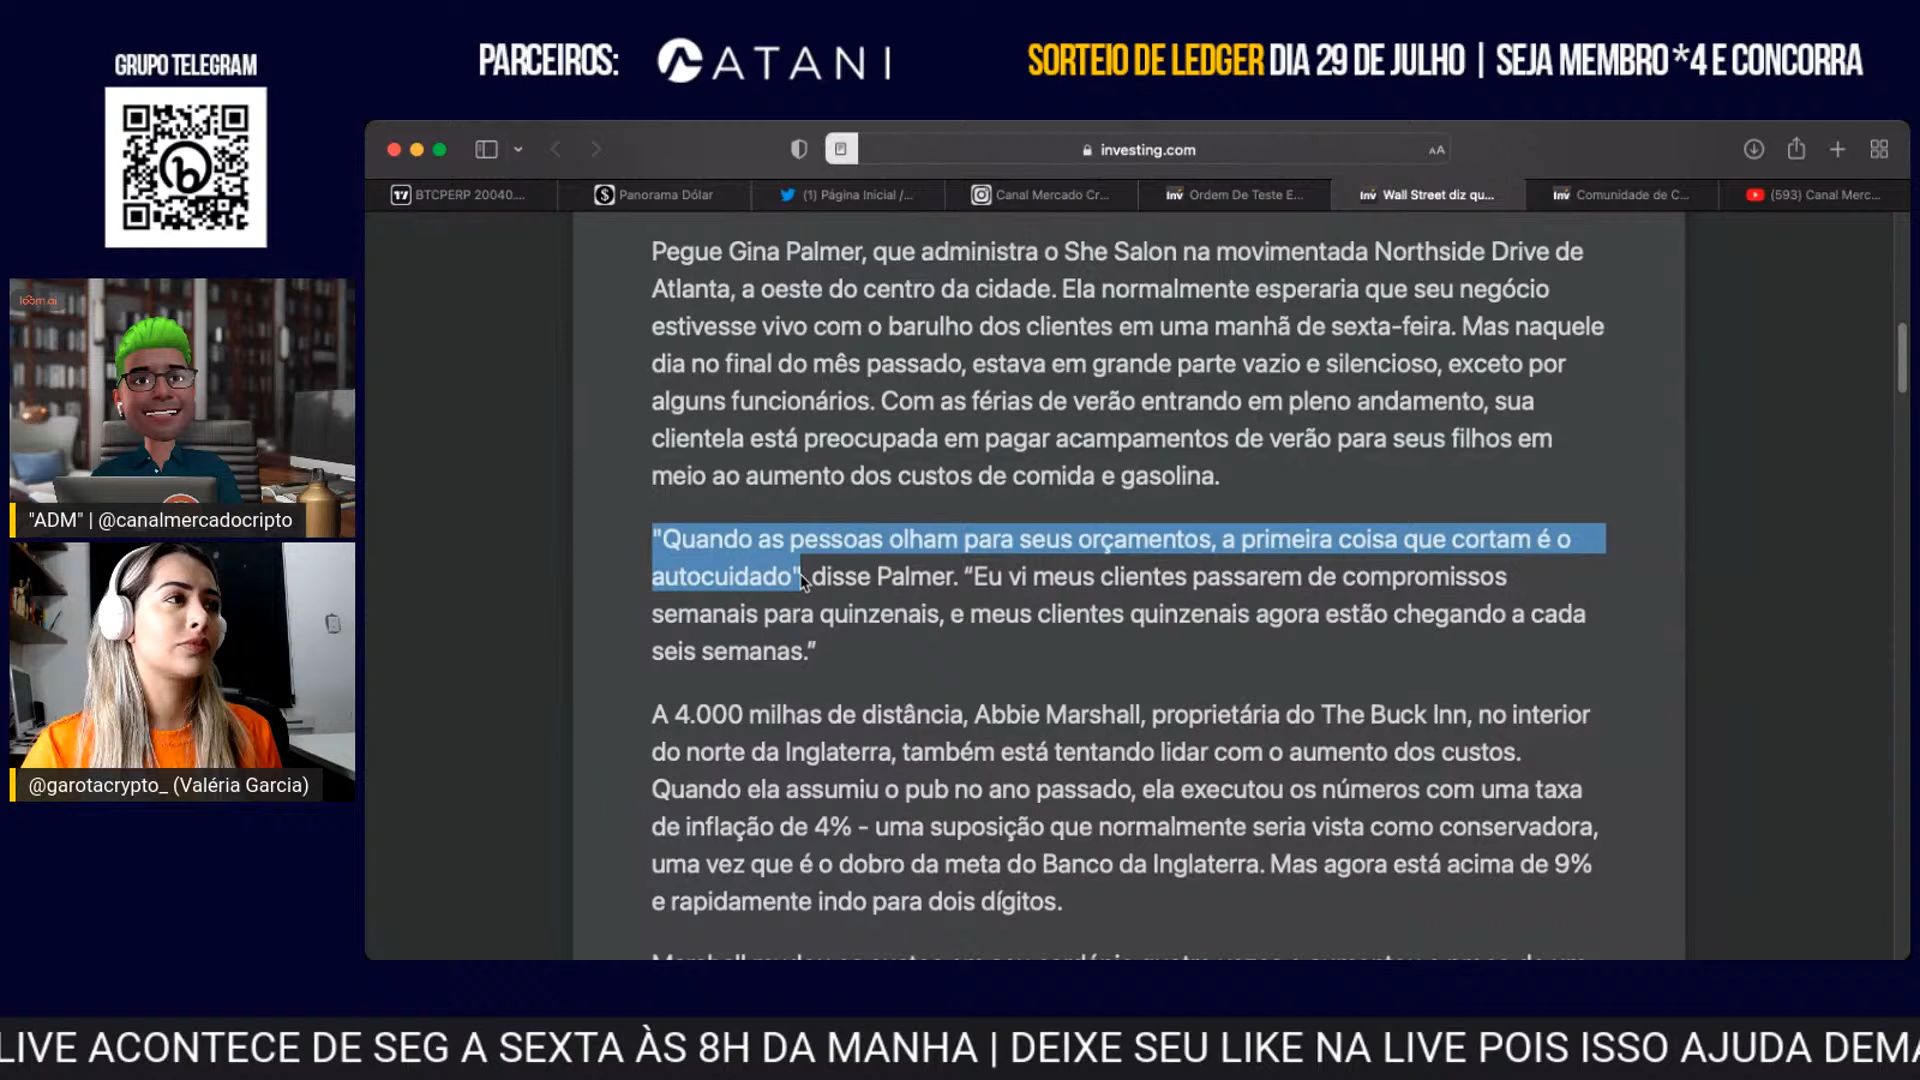 GRUPO TELEGRAM
PARCEIROS:
ATANI
SORTEIO DE LEDGER DIA 29 DE JULHO | SEJA MEMBRO *4 E CONCORRA
investing.com
AA
BTCPERP 20040....
Panorama Dólar
(1) Página Inicial /...
Canal Mercado Cr...
Inv Ordem De Teste E...
Inv Wall Street diz qu...
Inv Comunidade de C...
(593) Canal Merc...
Pegue Gina Palmer, que administra o She Salon na movimentada Northside Drive de
Atlanta, a oeste do centro da cidade. Ela normalmente esperaria que seu negócio
estivesse vivo com o barulho dos clientes em uma manhã de sexta-feira. Mas naquele
dia no final do mês passado, estava em grande parte vazio e silencioso, exceto por
alguns funcionários. Com as férias de verão entrando em pleno andamento, sua
clientela está preocupada em pagar acampamentos de verão para seus filhos em
meio ao aumento dos custos de comida e gasolina.
"Quando as pessoas olham para seus orçamentos, a primeira coisa que cortam é o
autocuidado", disse Palmer. “Eu vi meus clientes passarem de compromissos
semanais para quinzenais, e meus clientes quinzenais agora estão chegando a cada
seis semanas.”
A 4.000 milhas de distância, Abbie Marshall, proprietária do The Buck Inn, no interior
do norte da Inglaterra, também está tentando lidar com o aumento dos custos.
Quando ela assumiu o pub no ano passado, ela executou os números com uma taxa
de inflação de 4% - uma suposição que normalmente seria vista como conservadora,
uma vez que é o dobro da meta do Banco da Inglaterra. Mas agora está acima de 9%
e rapidamente indo para dois dígitos.
loom.ai
"ADM" | @canalmercadocripto
@garotacrypto_ (Valéria Garcia)
LIVE ACONTECE DE SEG A SEXTA ÀS 8H DA MANHA | DEIXE SEU LIKE NA LIVE POIS ISSO AJUDA DEMA